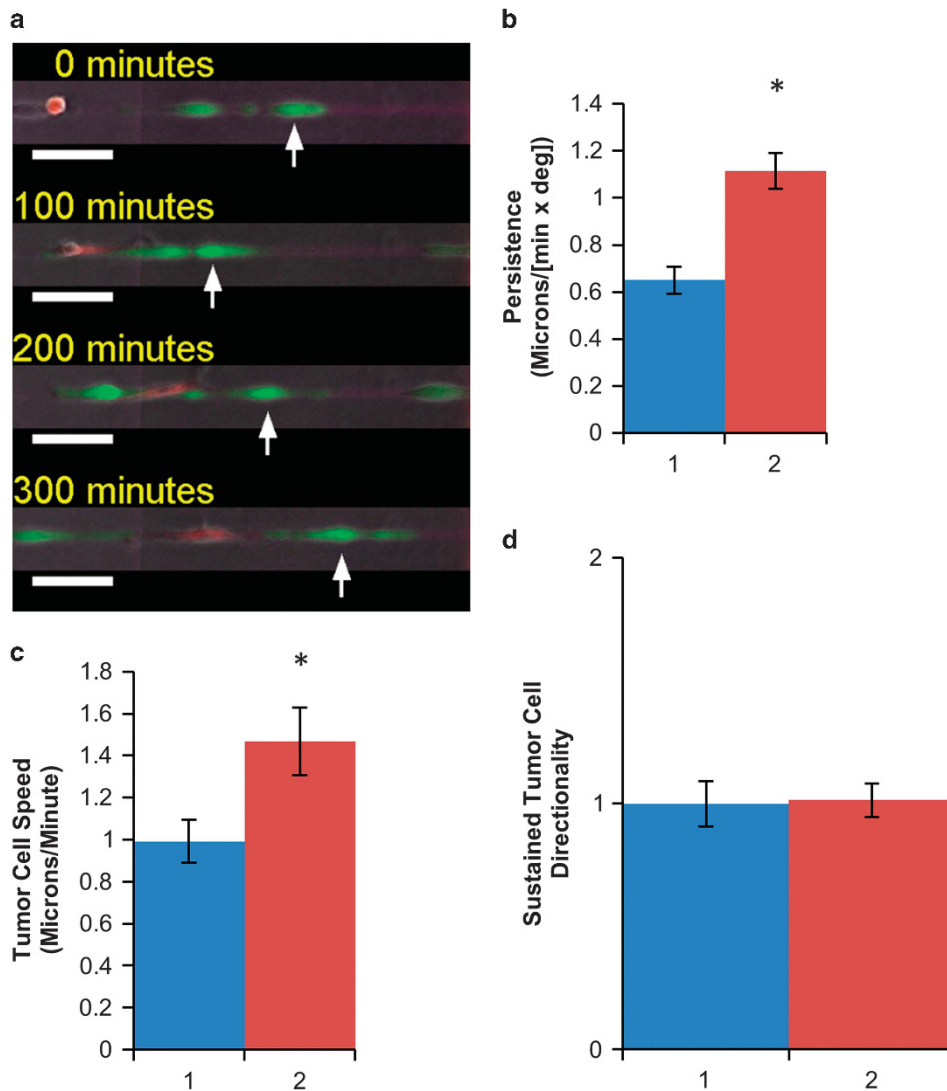 a
0 minutes
100 minutes
200 minutes
300 minutes
b
*
Persistence
(Microns/[min x deg])
1.4
1.2
1
0.8
0.6
0.4
0.2
0
1
2
c
*
Tumor Cell Speed
(Microns/Minute)
1.8
1.6
1.4
1.2
1
0.8
0.6
0.4
0.2
0
1
2
d
Sustained Tumor Cell
Directionality
2
1
0
1
2